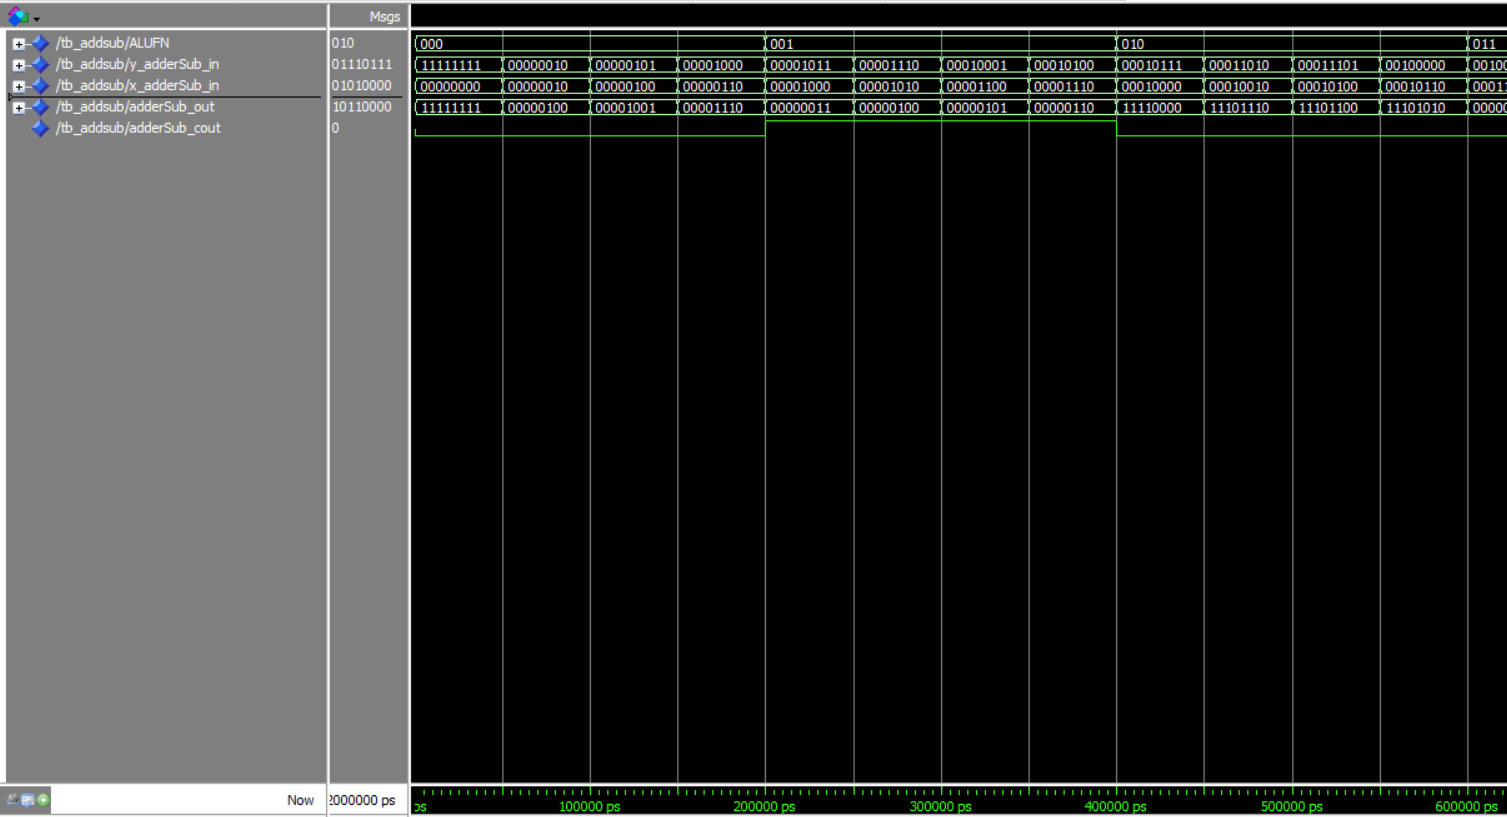 Msgs
/tb_addsub/ALUFN 010 000 001 010 011
/tb_addsub/y_adderSub_in 01110111 11111111 00000010 00000101 00001000 00001011 00001110 00010001 00010100 00010111 00011010 00011101 00100000 00100
/tb_addsub/x_adderSub_in 01010000 00000000 00000010 00000100 00000110 00001000 00001010 00001100 00001110 00010000 00010010 00010100 00010110 00011
/tb_addsub/adderSub_out 10110000 11111111 00000100 00001001 00001110 00000011 00000100 00000101 00000110 11110000 11101110 11101100 11101010 00000
/tb_addsub/adderSub_cout 0
Now 2000000 ps ps 100000 ps 200000 ps 300000 ps 400000 ps 500000 ps 600000 ps